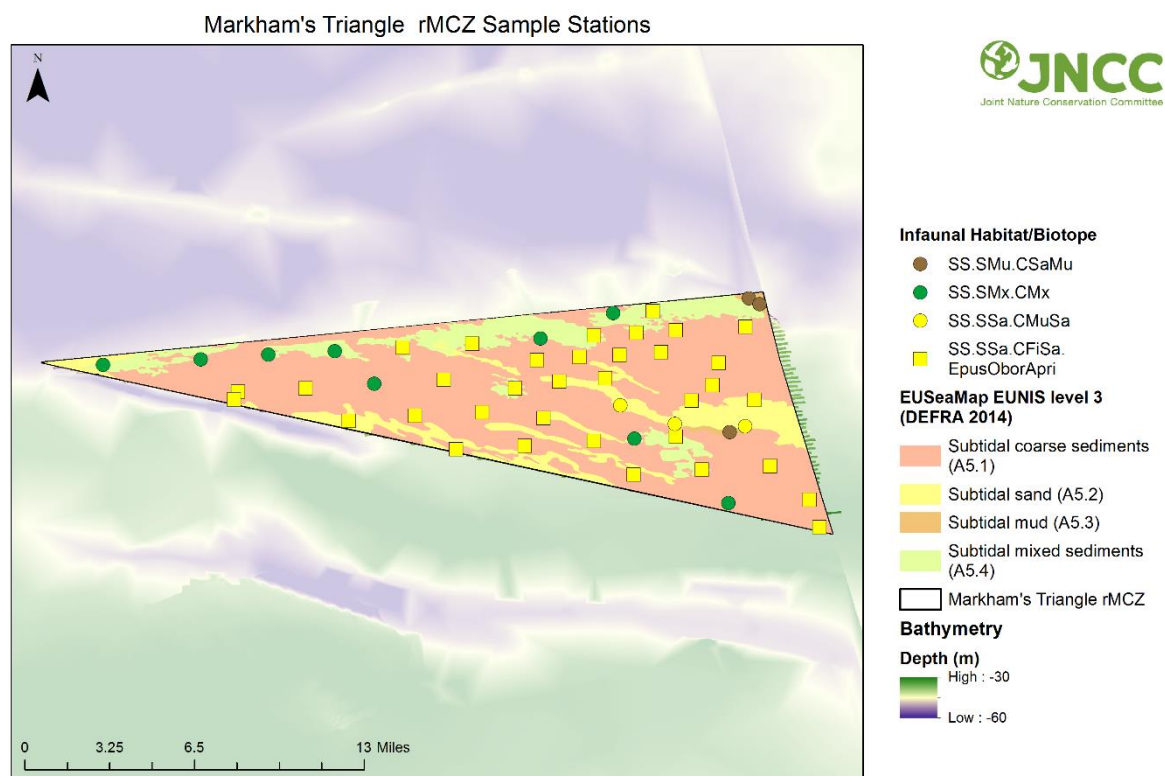 Markham's Triangle rMCZ Sample Stations
N
JNCC
Joint Nature Conservation Committee
Infaunal Habitat/Biotope
SS.SMu.CSaMu
SS.SMx.CMx
SS.SSa.CMuSa
SS.SSa.CFiSa.
EpusOborApri
EUSeaMap EUNIS level 3
(DEFRA 2014)
Subtidal coarse sediments
(A5.1)
Subtidal sand (A5.2)
Subtidal mud (A5.3)
Subtidal mixed sediments
(A5.4)
Markham's Triangle rMCZ
Bathymetry
Depth (m)
High : -30
Low : -60
0 3.25 6.5 13 Miles